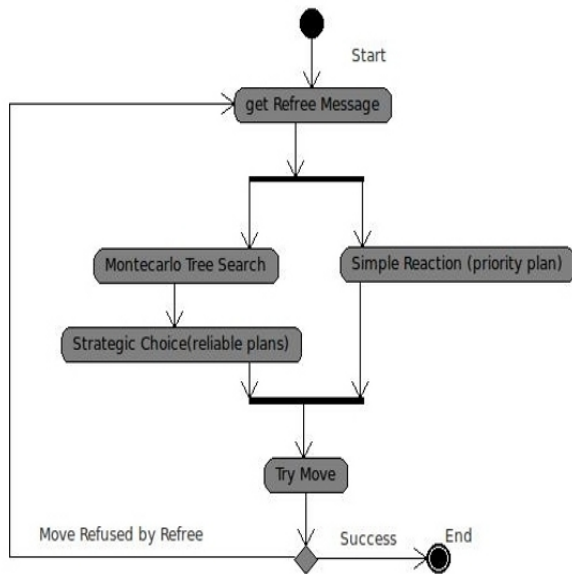 Start
get Refree Message
Montecarlo Tree Search
Simple Reaction (priority plan)
Strategic Choice(reliable plans)
Try Move
Move Refused by Refree
Success
End